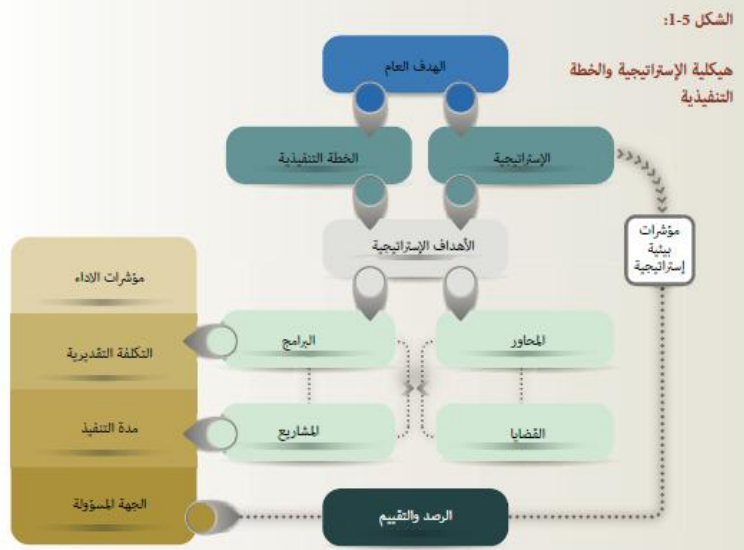 الشكل 5-1:
هيكلية الإستراتيجية والخطة
التنفيذية
الهدف العام
الإستراتيجية
الخطة التنفيذية
مؤشرات
بيئية
إستراتيجية
الأهداف الإستراتيجية
المحاور
البرامج
القضايا
المشاريع
مؤشرات الاداء
التكلفة التقديرية
مدة التنفيذ
الجهة المسؤولة
الرصد والتقييم